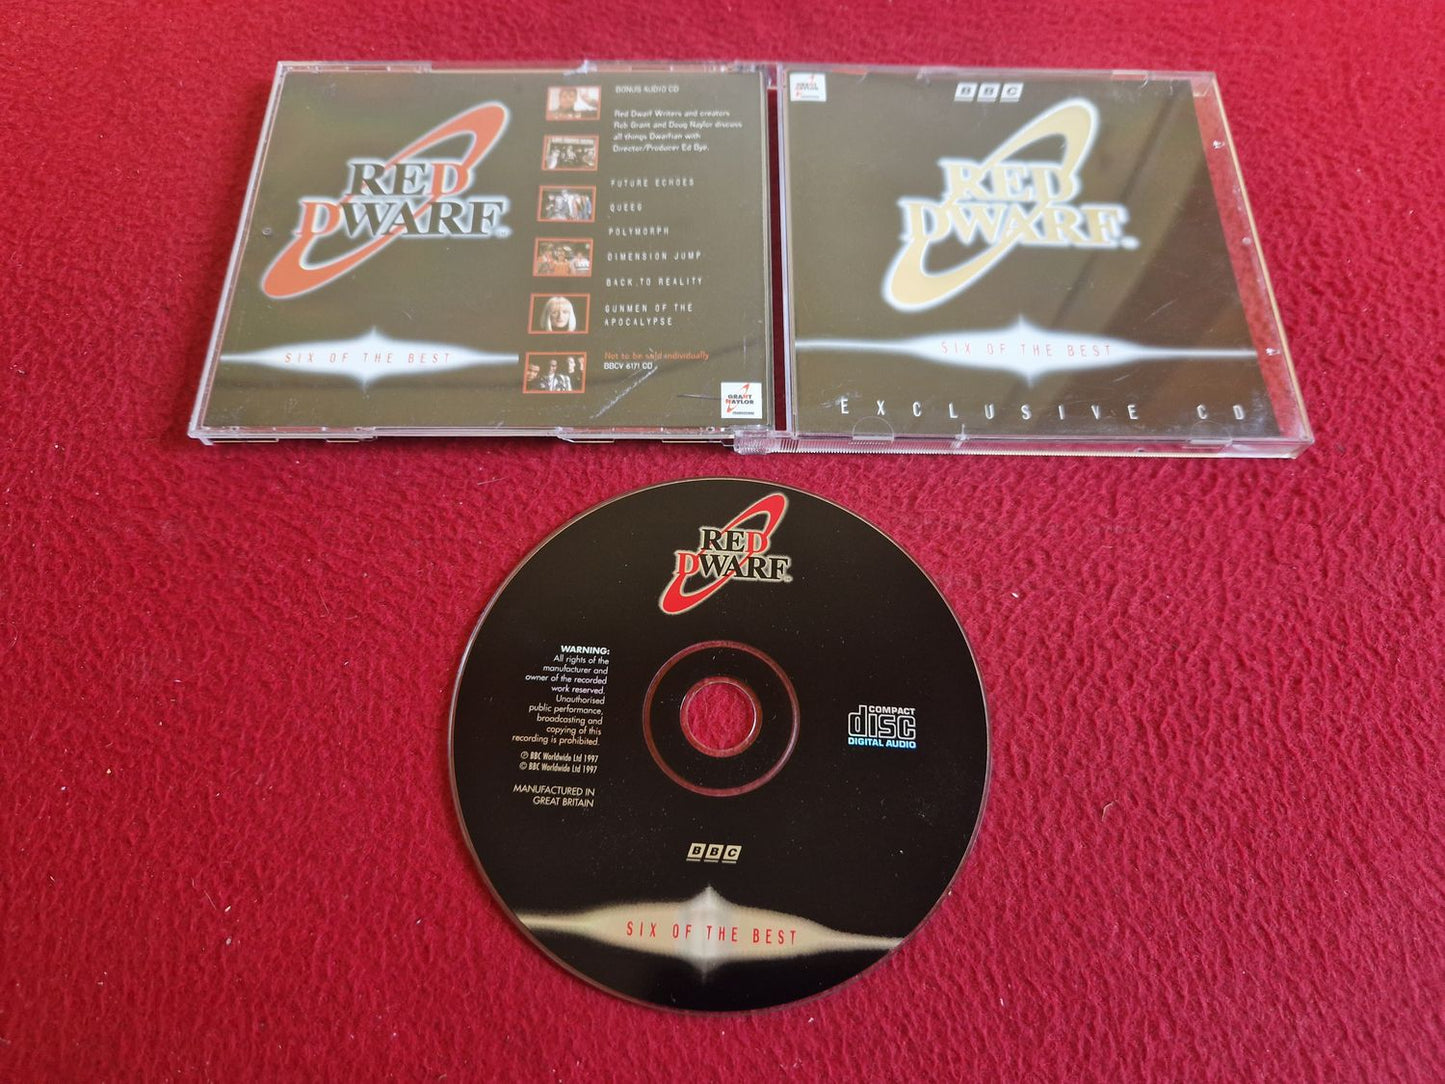 RED
DWARF
TM
SIX OF THE BEST
BONUS AUDIO CD
Red Dwarf Writers and creators
Rob Grant and Doug Naylor discuss
all things Dwarfian with
Director/Producer Ed Bye.
FUTURE ECHOES
QUEEG
POLYMORPH
DIMENSION JUMP
BACK TO REALITY
GUNMEN OF THE
APOCALYPSE
Not to be sold individually
BBCV 6171 CD
GRANT
NAYLOR
GRANT
NAYLOR
BBC
RED
DWARF
SIX OF THE BEST
EXCLUSIVE CD
RED
DWARF
TM
WARNING:
All rights of the
manufacturer and
owner of the recorded
work reserved.
Unauthorised
public performance,
broadcasting and
copying of this
recording is prohibited.
℗ BBC Worldwide Ltd 1997
© BBC Worldwide Ltd 1997
MANUFACTURED IN
GREAT BRITAIN
COMPACT
disc
DIGITAL AUDIO
BBC
SIX OF THE BEST